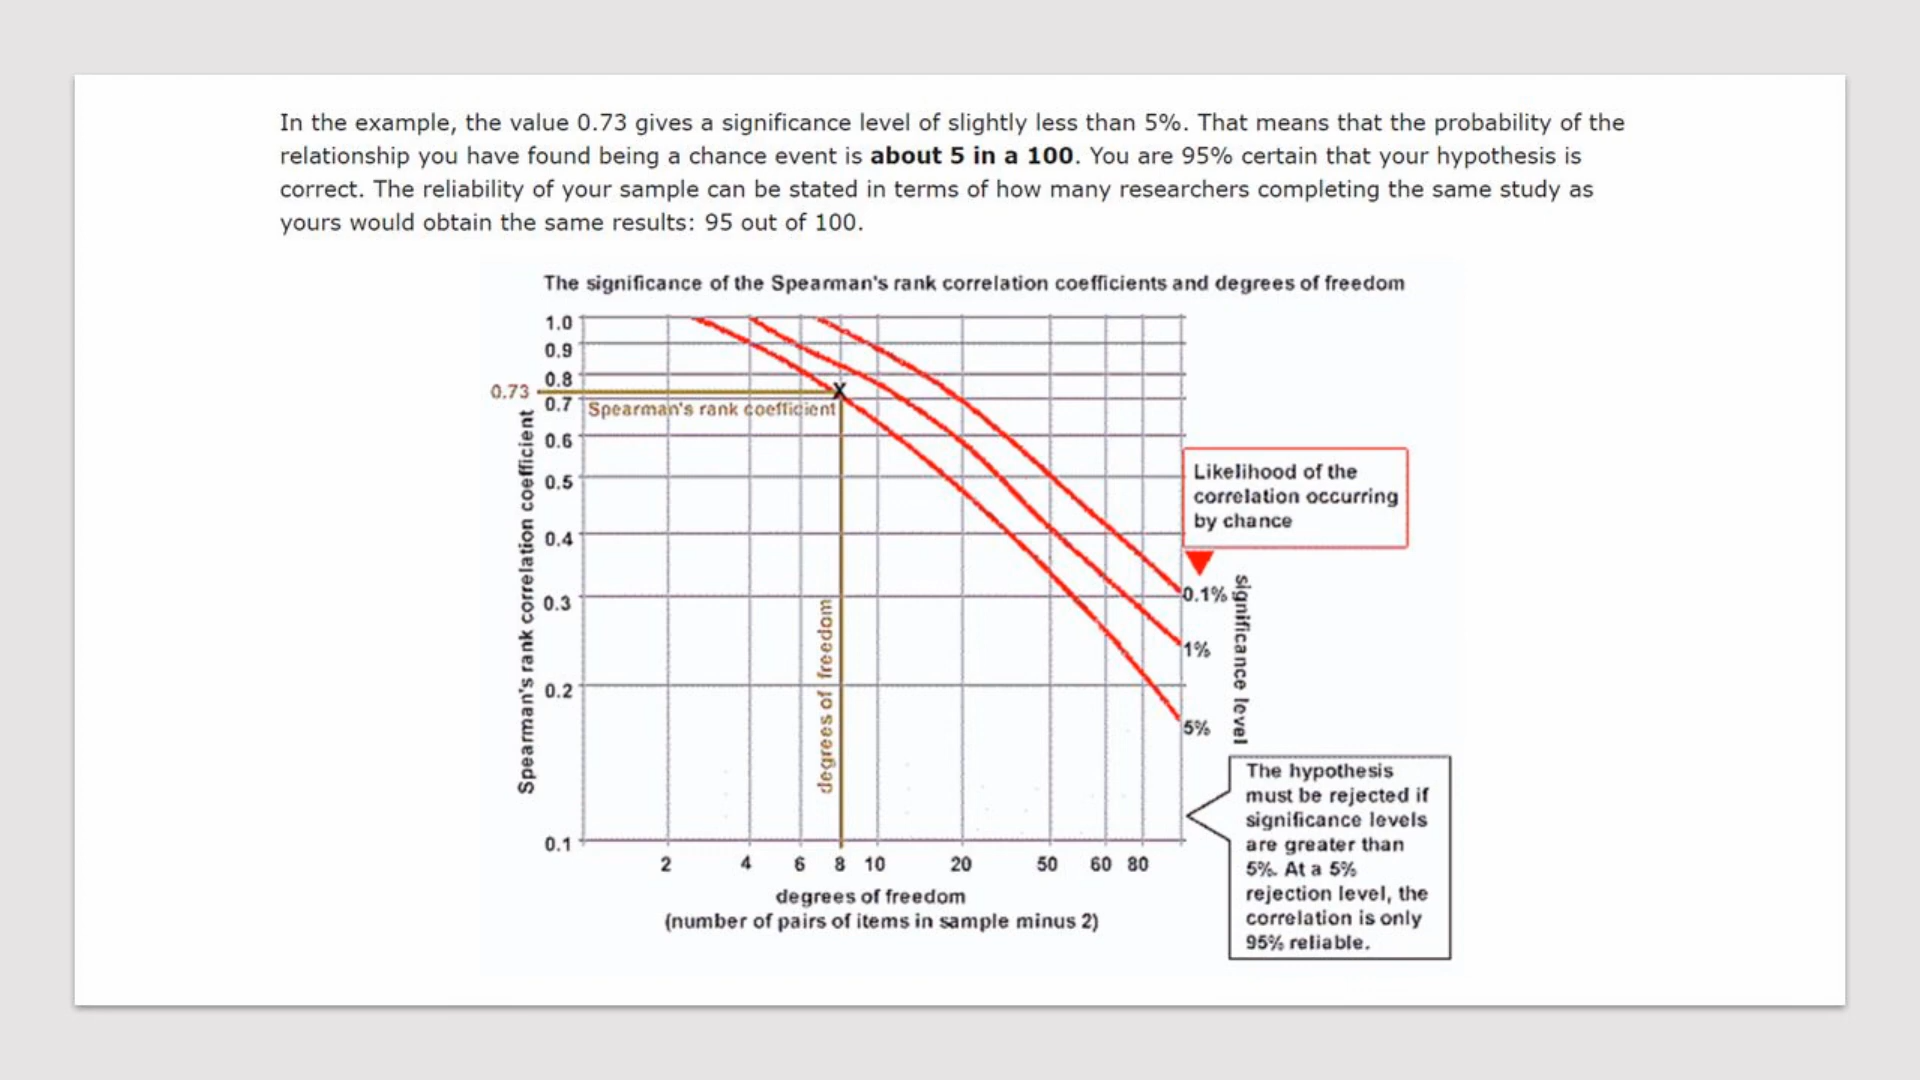 In the example, the value 0.73 gives a significance level of slightly less than 5%. That means that the probability of the
relationship you have found being a chance event is about 5 in a 100. You are 95% certain that your hypothesis is
correct. The reliability of your sample can be stated in terms of how many researchers completing the same study as
yours would obtain the same results: 95 out of 100.
The significance of the Spearman's rank correlation coefficients and degrees of freedom
1.0
0.9
0.8
0.73
0.7
Spearman's rank coefficient
0.6
0.5
0.4
0.3
0.2
0.1
Spearman's rank correlation coefficient
degrees of freedom
Likelihood of the
correlation occurring
by chance
0.1%
1%
5%
significance level
The hypothesis
must be rejected if
significance levels
are greater than
5%. At a 5%
rejection level, the
correlation is only
95% reliable.
2 4 6 8 10 20 50 60 80
degrees of freedom
(number of pairs of items in sample minus 2)